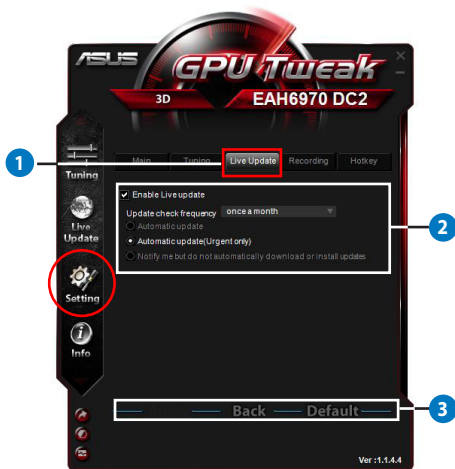 ASUS
GPU Tweak
3D EAH6970 DC2
1
Main Tuning Live Update Recording Hotkey
Tuning
Enable Liveupdate
Update check frequency once a month
Automatic update
Automatic update(Urgent only)
Notify me but do not automatically download or install updates
2
Live
Update
Setting
Info
Back Default
3
Ver :1.1.4.4